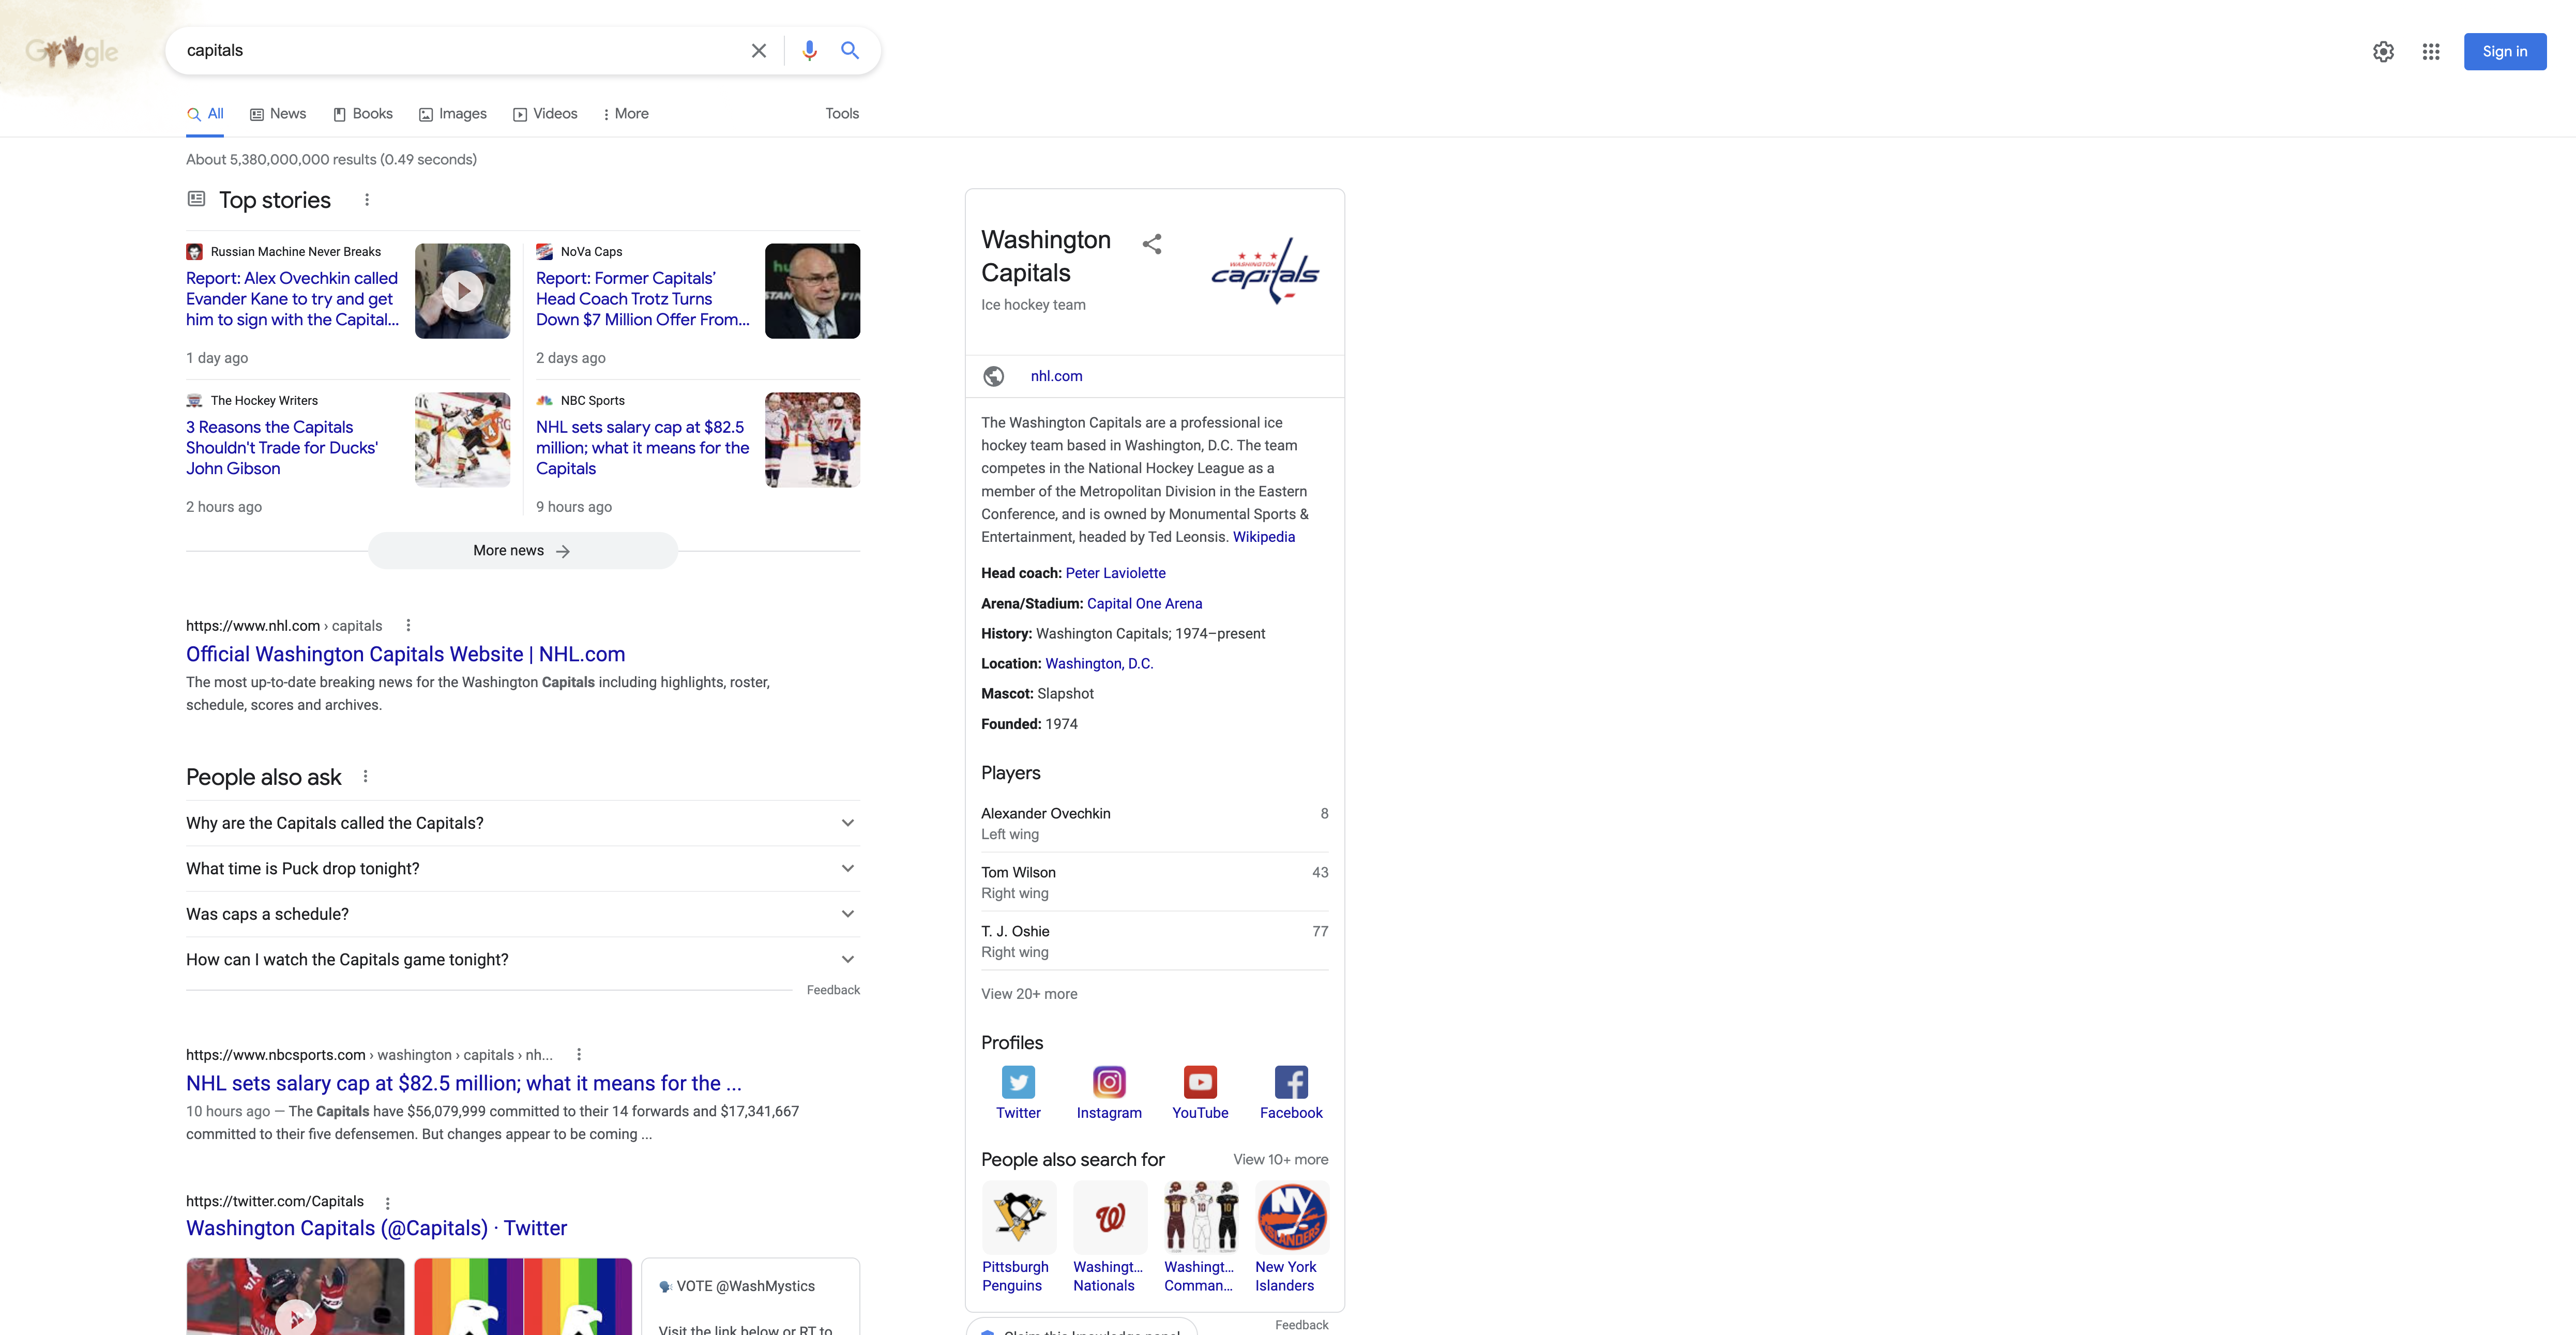 Google
capitals
Sign in
All
News
Books
Images
Videos
More
Tools
About 5,380,000,000 results (0.49 seconds)
Top stories
Russian Machine Never Breaks
Report: Alex Ovechkin called
Evander Kane to try and get
him to sign with the Capital...
1 day ago
NoVa Caps
Report: Former Capitals’
Head Coach Trotz Turns
Down $7 Million Offer From...
2 days ago
The Hockey Writers
3 Reasons the Capitals
Shouldn't Trade for Ducks'
John Gibson
2 hours ago
NBC Sports
NHL sets salary cap at $82.5
million; what it means for the
Capitals
9 hours ago
More news
https://www.nhl.com › capitals
Official Washington Capitals Website | NHL.com
The most up-to-date breaking news for the Washington Capitals including highlights, roster,
schedule, scores and archives.
People also ask
Why are the Capitals called the Capitals?
What time is Puck drop tonight?
Was caps a schedule?
How can I watch the Capitals game tonight?
Feedback
https://www.nbcsports.com › washington › capitals › nh...
NHL sets salary cap at $82.5 million; what it means for the ...
10 hours ago — The Capitals have $56,079,999 committed to their 14 forwards and $17,341,667
committed to their five defensemen. But changes appear to be coming ...
https://twitter.com/Capitals
Washington Capitals (@Capitals) · Twitter
VOTE @WashMystics
Visit the link below or RT to
Washington
Capitals
Ice hockey team
WASHINGTON
capitals
nhl.com
The Washington Capitals are a professional ice
hockey team based in Washington, D.C. The team
competes in the National Hockey League as a
member of the Metropolitan Division in the Eastern
Conference, and is owned by Monumental Sports &
Entertainment, headed by Ted Leonsis. Wikipedia
Head coach: Peter Laviolette
Arena/Stadium: Capital One Arena
History: Washington Capitals; 1974–present
Location: Washington, D.C.
Mascot: Slapshot
Founded: 1974
Players
Alexander Ovechkin 8
Left wing
Tom Wilson 43
Right wing
T. J. Oshie 77
Right wing
View 20+ more
Profiles
Twitter
Instagram
YouTube
Facebook
People also search for
View 10+ more
Pittsburgh
Penguins
Washingt...
Nationals
Washingt...
Comman...
NY
ISLANDERS
New York
Islanders
Claim this knowledge panel
Feedback